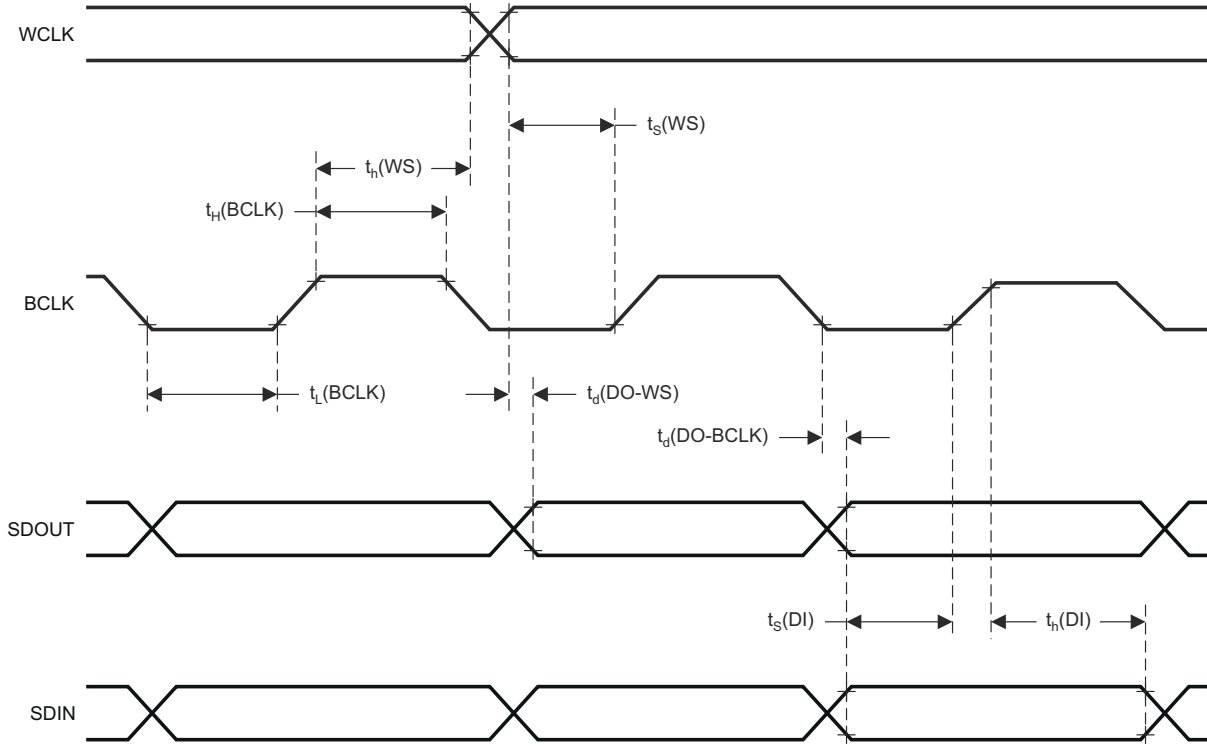 WCLK
tS(WS)
th(WS)
tH(BCLK)
BCLK
tL(BCLK)
td(DO-WS)
td(DO-BCLK)
SDOUT
tS(DI)
th(DI)
SDIN